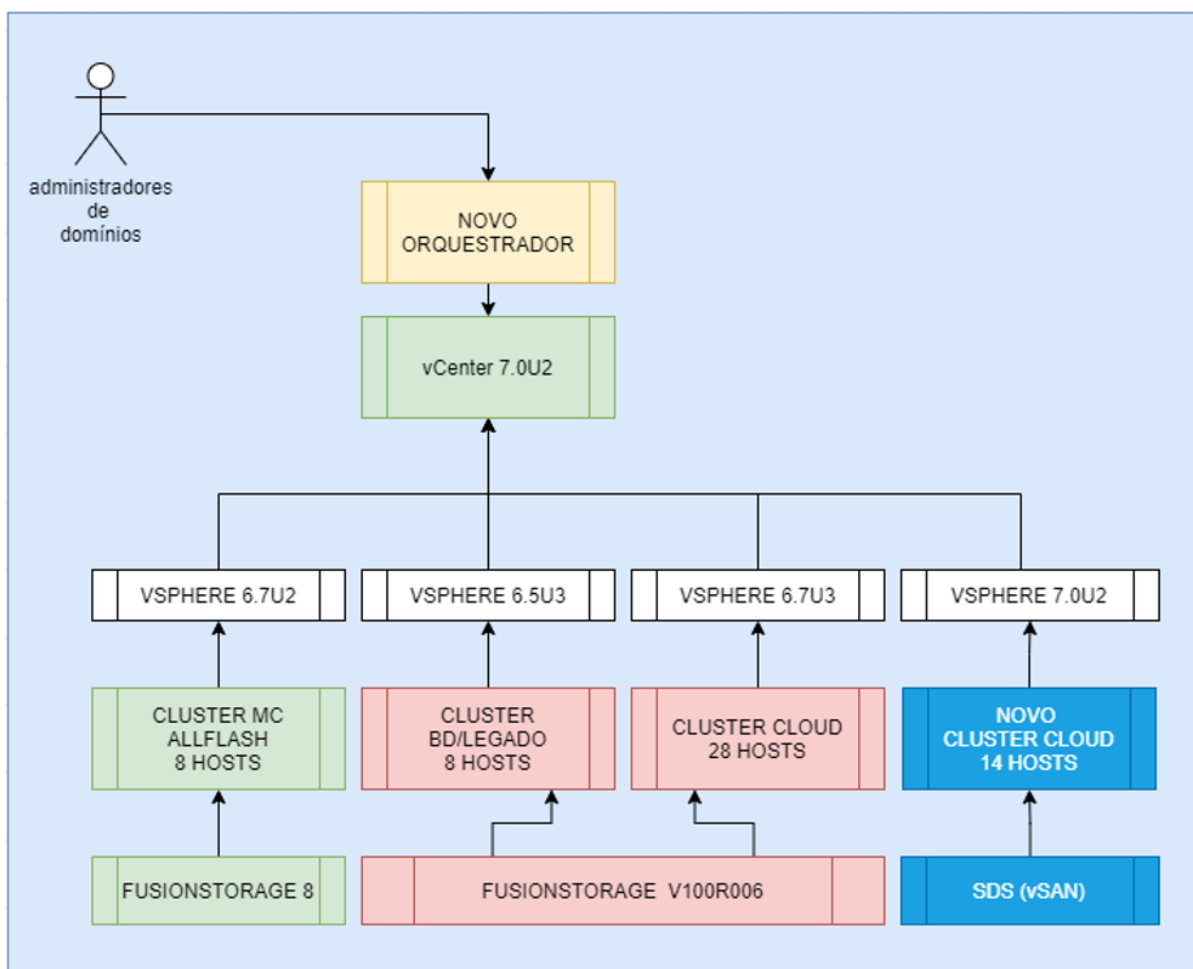 administradores
de
domínios
NOVO
ORQUESTRADOR
vCenter 7.0U2
VSPHERE 6.7U2
VSPHERE 6.5U3
VSPHERE 6.7U3
VSPHERE 7.0U2
CLUSTER MC
ALLFLASH
8 HOSTS
CLUSTER
BD/LEGADO
8 HOSTS
CLUSTER CLOUD
28 HOSTS
NOVO
CLUSTER CLOUD
14 HOSTS
FUSIONSTORAGE 8
FUSIONSTORAGE V100R006
SDS (vSAN)